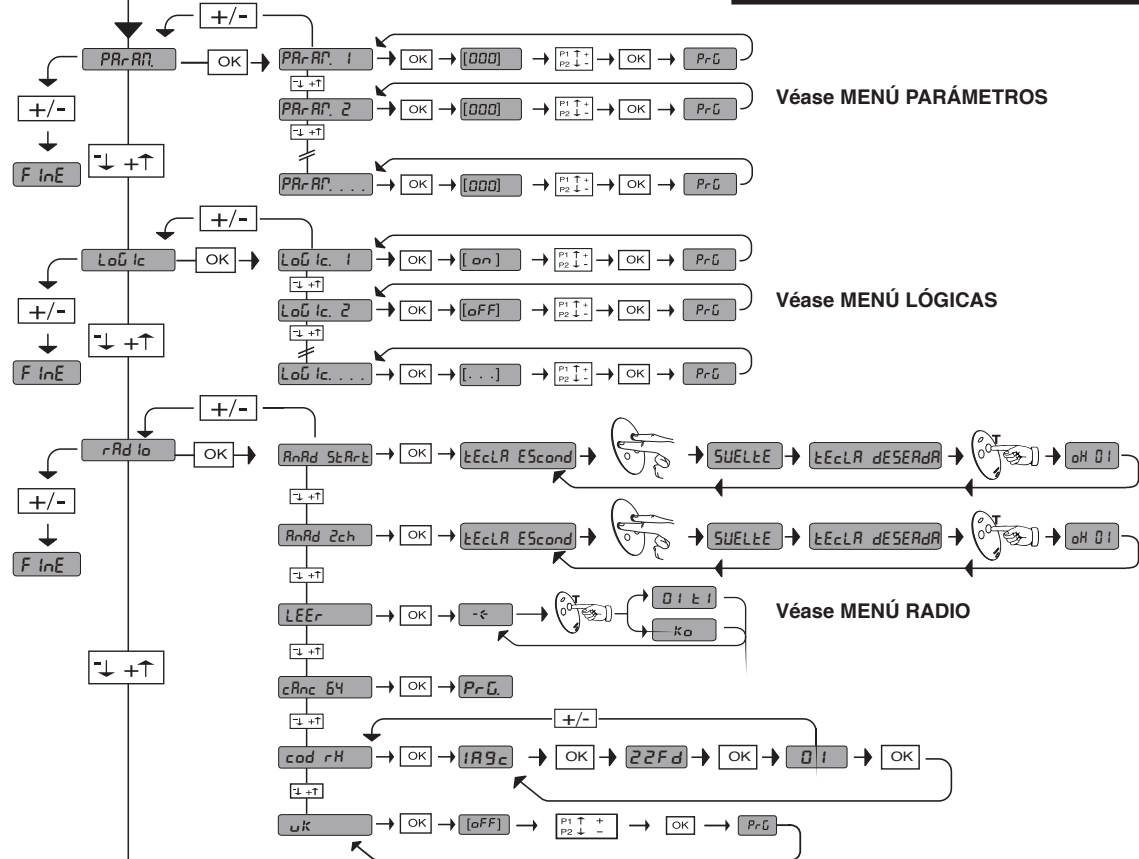 +/-
PArAM. OK PArAM. 1 OK [000] P1 ↑ + P2 ↓ - OK PrG
-↓ +↑
+/- PArAM. 2 OK [000] P1 ↑ + P2 ↓ - OK PrG
Véase MENÚ PARÁMETROS
-↓ +↑
-↓ +↑
FInE PArAM.... OK [000] P1 ↑ + P2 ↓ - OK PrG
+/-
LoGIc OK LoGIc. 1 OK [on] P1 ↑ + P2 ↓ - OK PrG
-↓ +↑
+/- LoGIc. 2 OK [oFF] P1 ↑ + P2 ↓ - OK PrG
Véase MENÚ LÓGICAS
-↓ +↑
-↓ +↑
FInE LoGIc.... OK [...] P1 ↑ + P2 ↓ - OK PrG
+/-
rAdIo OK AnAd StArt OK tEcLA EScond SUELtE tEcLA dESEAdA T oK 01
+/-
-↓ +↑
FInE AnAd 2ch OK tEcLA EScond SUELtE tEcLA dESEAdA T oK 01
-↓ +↑
LEEr OK -< T 01 t1
Ko
Véase MENÚ RADIO
-↓ +↑
-↓ +↑
cAnc 64 OK PrG.
-↓ +↑
+/-
cod rH OK 1A9c OK 22Fd OK 01 OK
-↓ +↑
uK OK [oFF] P1 ↑ + P2 ↓ - OK PrG